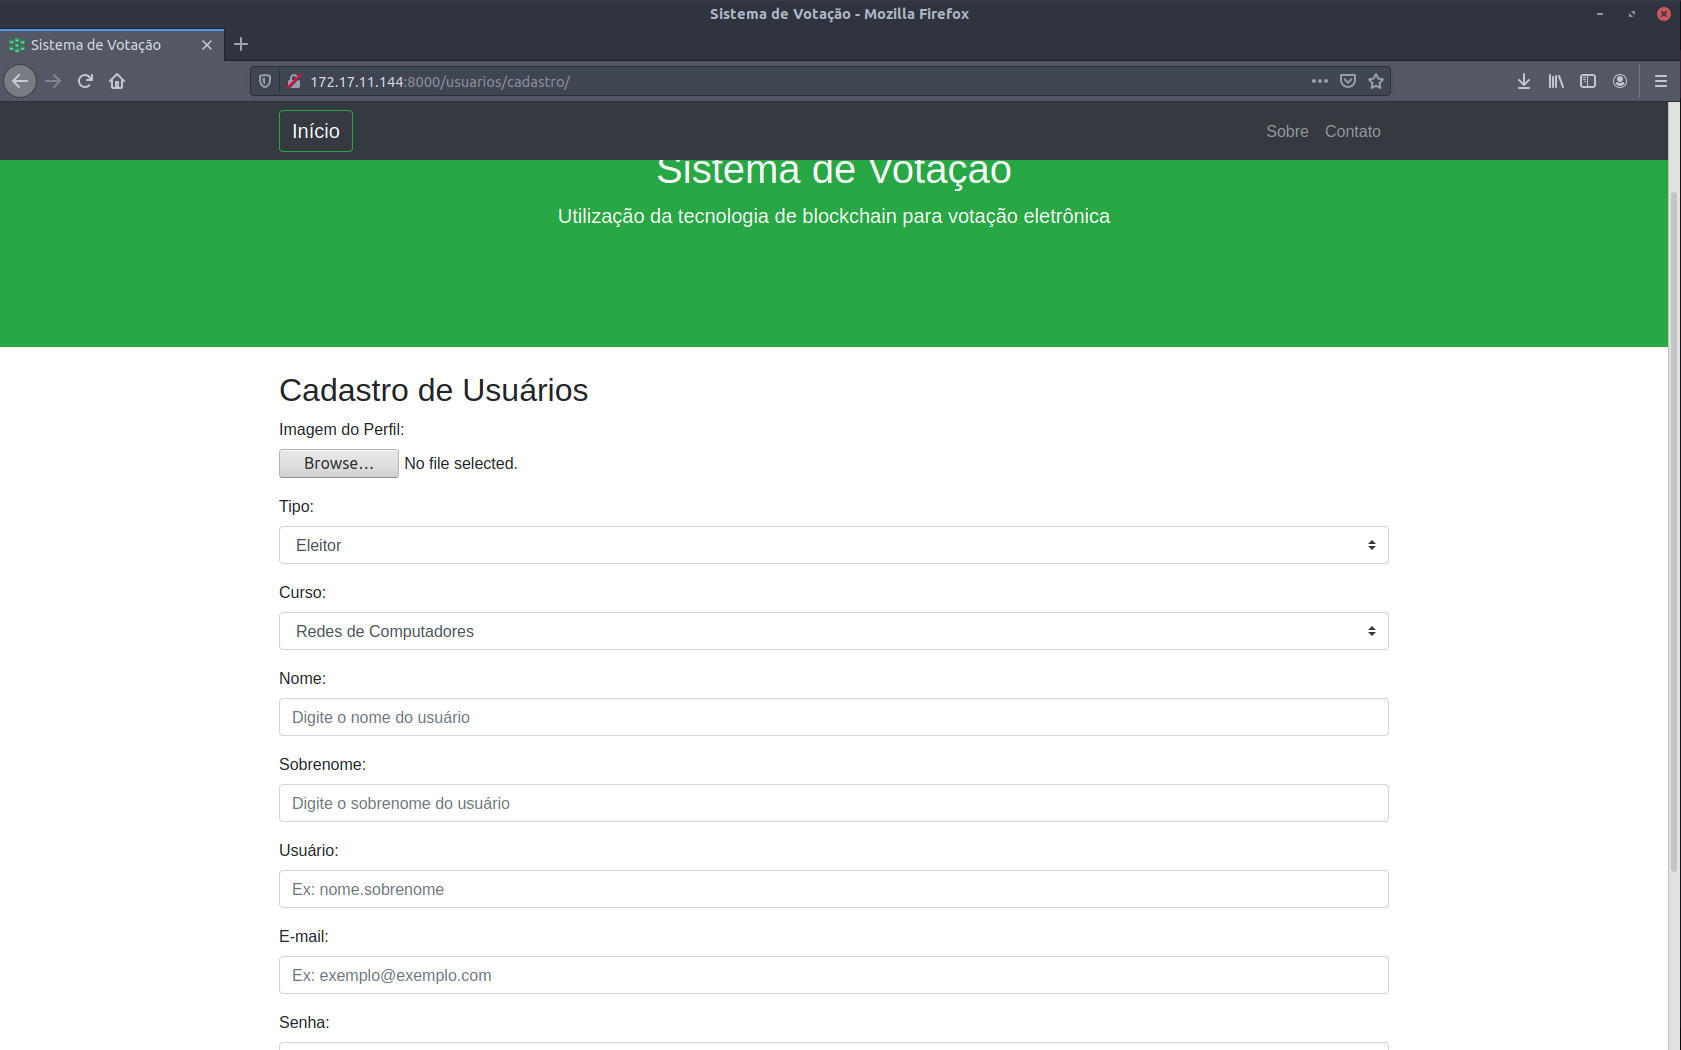 Sistema de Votação - Mozilla Firefox
Sistema de Votação
172.17.11.144:8000/usuarios/cadastro/
Início
Sobre Contato
Sistema de Votação
Utilização da tecnologia de blockchain para votação eletrônica
Cadastro de Usuários
Imagem do Perfil:
Browse... No file selected.
Tipo:
Eleitor
Curso:
Redes de Computadores
Nome:
Digite o nome do usuário
Sobrenome:
Digite o sobrenome do usuário
Usuário:
Ex: nome.sobrenome
E-mail:
Ex: exemplo@exemplo.com
Senha: